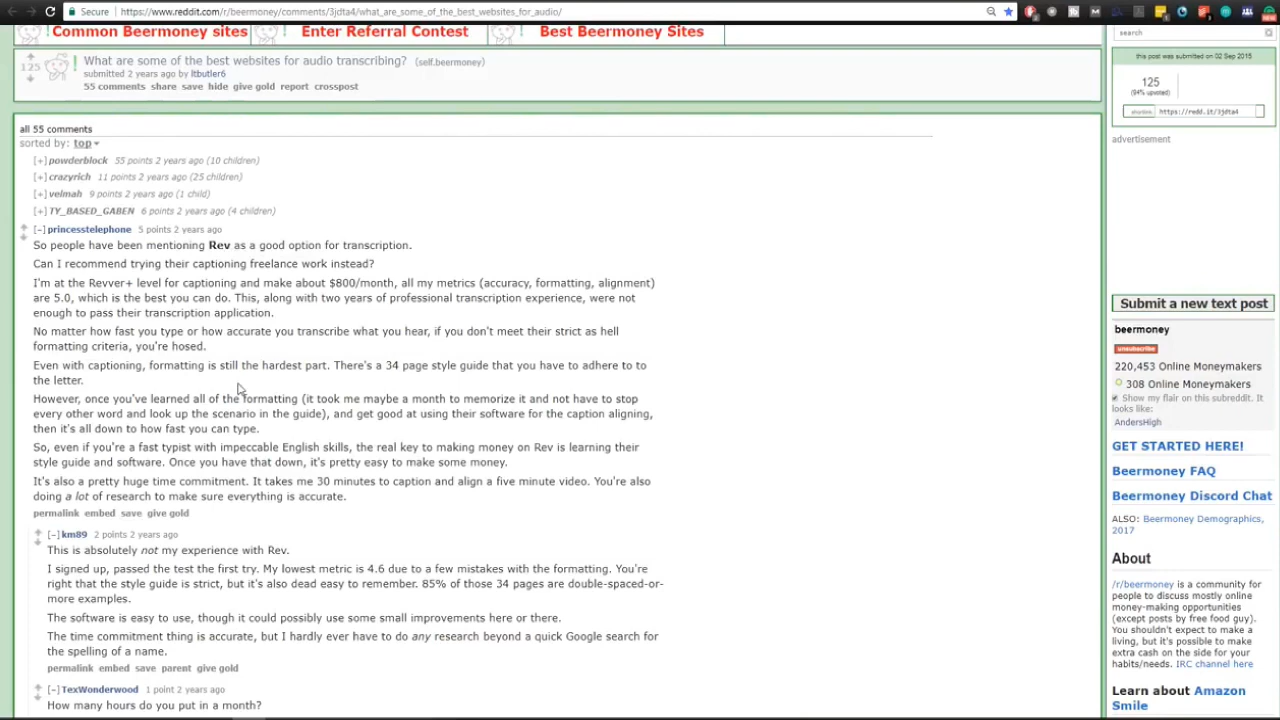 Secure
https://www.reddit.com/r/beermoney/comments/3jdta4/what_are_some_of_the_best_websites_for_audio/
Common Beermoney sites
Enter Referral Contest
Best Beermoney Sites
125
What are some of the best websites for audio transcribing? (self.beermoney)
submitted 2 years ago by ltbutler6
55 comments share save hide give gold report crosspost
all 55 comments
sorted by: top
[+] powderblock 55 points 2 years ago (10 children)
[+] crazyrich 11 points 2 years ago (25 children)
[+] velmah 9 points 2 years ago (1 child)
[+] TY_BASED_GABEN 6 points 2 years ago (4 children)
[-] princesstelephone 5 points 2 years ago
So people have been mentioning Rev as a good option for transcription.
Can I recommend trying their captioning freelance work instead?
I'm at the Revver+ level for captioning and make about $800/month, all my metrics (accuracy, formatting, alignment)
are 5.0, which is the best you can do. This, along with two years of professional transcription experience, were not
enough to pass their transcription application.
No matter how fast you type or how accurate you transcribe what you hear, if you don't meet their strict as hell
formatting criteria, you're hosed.
Even with captioning, formatting is still the hardest part. There's a 34 page style guide that you have to adhere to to
the letter.
However, once you've learned all of the formatting (it took me maybe a month to memorize it and not have to stop
every other word and look up the scenario in the guide), and get good at using their software for the caption aligning,
then it's all down to how fast you can type.
So, even if you're a fast typist with impeccable English skills, the real key to making money on Rev is learning their
style guide and software. Once you have that down, it's pretty easy to make some money.
It's also a pretty huge time commitment. It takes me 30 minutes to caption and align a five minute video. You're also
doing a lot of research to make sure everything is accurate.
permalink embed save give gold
[-] km89 2 points 2 years ago
This is absolutely not my experience with Rev.
I signed up, passed the test the first try. My lowest metric is 4.6 due to a few mistakes with the formatting. You're
right that the style guide is strict, but it's also dead easy to remember. 85% of those 34 pages are double-spaced-or-
more examples.
The software is easy to use, though it could possibly use some small improvements here or there.
The time commitment thing is accurate, but I hardly ever have to do any research beyond a quick Google search for
the spelling of a name.
permalink embed save parent give gold
[-] TexWonderwood 1 point 2 years ago
How many hours do you put in a month?
search
this post was submitted on 02 Sep 2015
125
(94% upvoted)
shortlink: https://redd.it/3jdta4
advertisement
Submit a new text post
beermoney
unsubscribe
220,453 Online Moneymakers
308 Online Moneymakers
Show my flair on this subreddit. It
looks like:
AndersHigh
GET STARTED HERE!
Beermoney FAQ
Beermoney Discord Chat
ALSO: Beermoney Demographics,
2017
About
/r/beermoney is a community for
people to discuss mostly online
money-making opportunities
(except posts by free food guy).
You shouldn't expect to make a
living, but it's possible to make
extra cash on the side for your
habits/needs. IRC channel here
Learn about Amazon
Smile